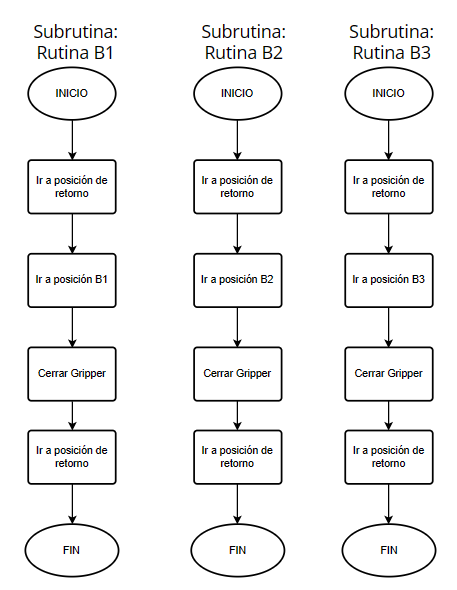 Subrutina:
Rutina B1
INICIO
Ir a posición de
retorno
Ir a posición B1
Cerrar Gripper
Ir a posición de
retorno
FIN
Subrutina:
Rutina B2
INICIO
Ir a posición de
retorno
Ir a posición B2
Cerrar Gripper
Ir a posición de
retorno
FIN
Subrutina:
Rutina B3
INICIO
Ir a posición de
retorno
Ir a posición B3
Cerrar Gripper
Ir a posición de
retorno
FIN